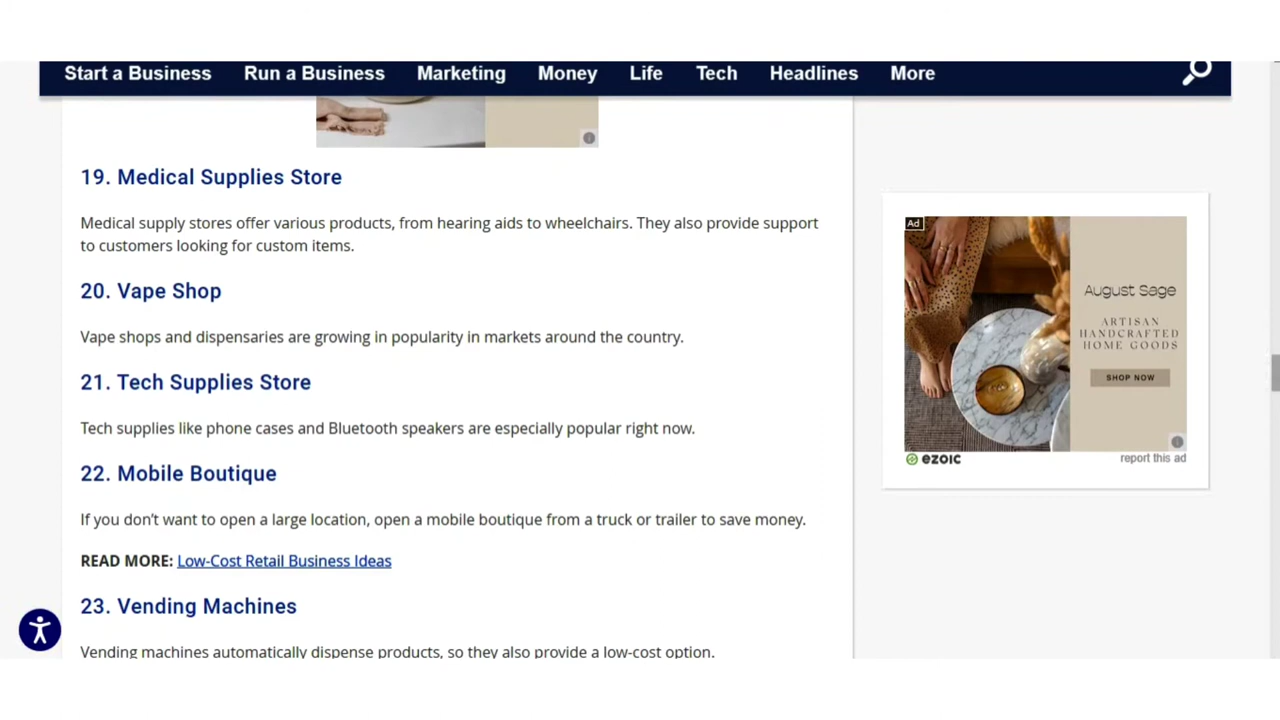 Start a Business Run a Business Marketing Money Life Tech Headlines More
19. Medical Supplies Store
Medical supply stores offer various products, from hearing aids to wheelchairs. They also provide support
to customers looking for custom items.
20. Vape Shop
Vape shops and dispensaries are growing in popularity in markets around the country.
21. Tech Supplies Store
Tech supplies like phone cases and Bluetooth speakers are especially popular right now.
22. Mobile Boutique
If you don’t want to open a large location, open a mobile boutique from a truck or trailer to save money.
READ MORE: Low-Cost Retail Business Ideas
23. Vending Machines
Vending machines automatically dispense products, so they also provide a low-cost option.
Ad
August Sage
ARTISAN
HANDCRAFTED
HOME GOODS
SHOP NOW
ezoic
report this ad